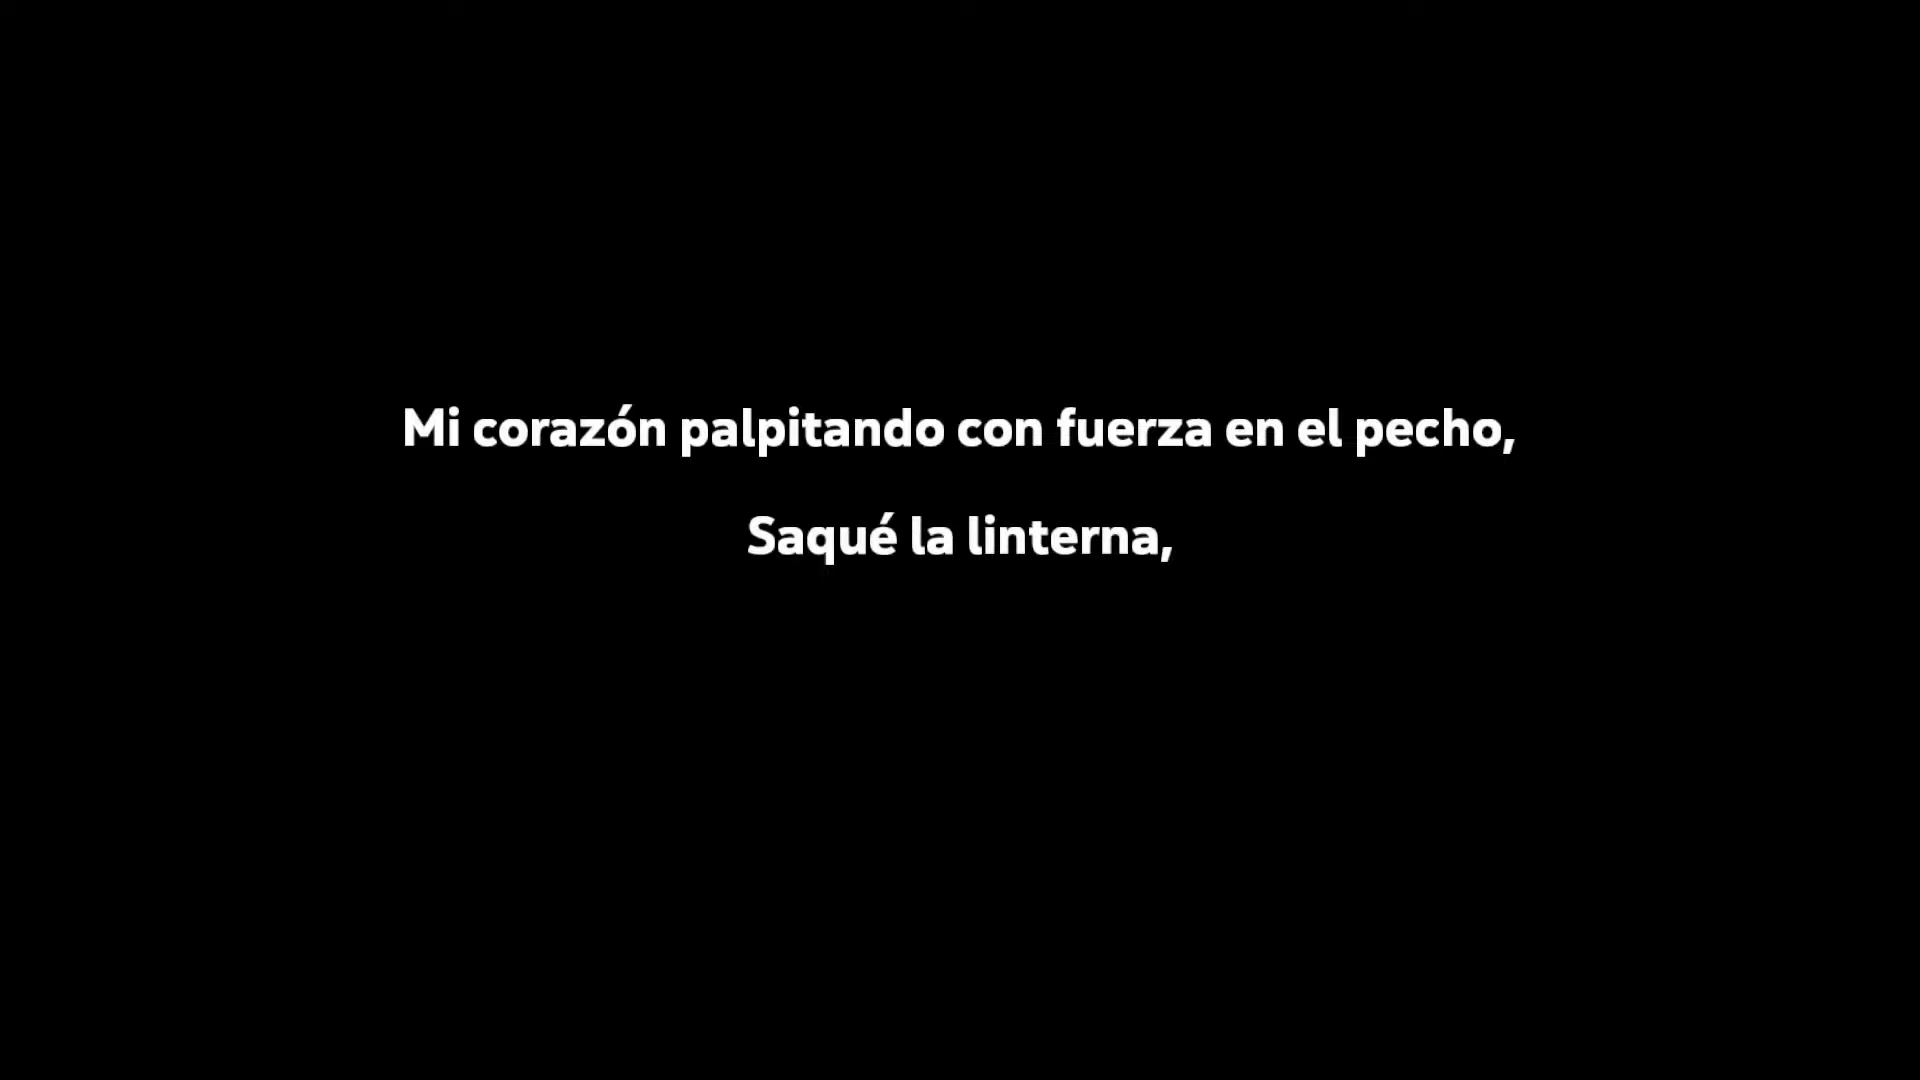 Mi corazón palpitando con fuerza en el pecho,
Saqué la linterna,